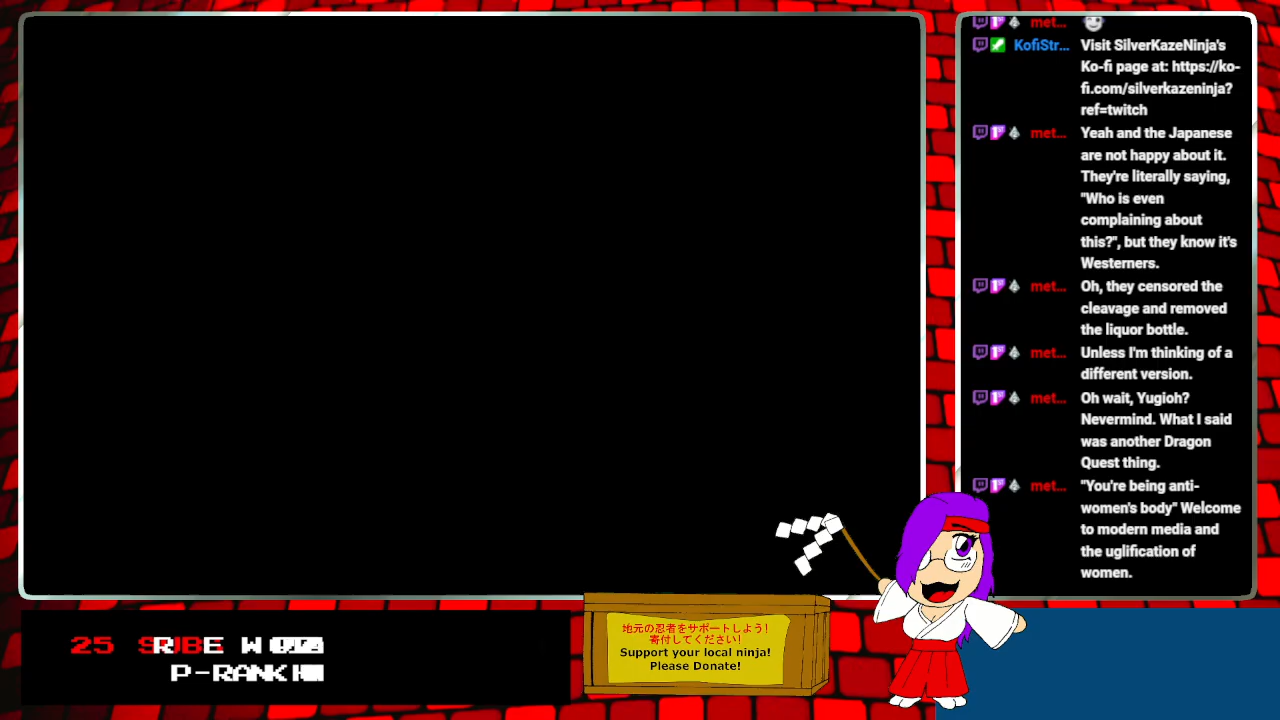 met...
KofiStr... Visit SilverKazeNinja's
Ko-fi page at: https://ko-
fi.com/silverkazeninja?
ref=twitch
met... Yeah and the Japanese
are not happy about it.
They're literally saying,
"Who is even
complaining about
this?", but they know it's
Westerners.
met... Oh, they censored the
cleavage and removed
the liquor bottle.
met... Unless I'm thinking of a
different version.
met... Oh wait, Yugioh?
Nevermind. What I said
was another Dragon
Quest thing.
met... "You're being anti-
women's body" Welcome
to modern media and
the uglification of
women.
地元の忍者をサポートしよう!
寄付してください!
Support your local ninja!
Please Donate!
25
P-RANK